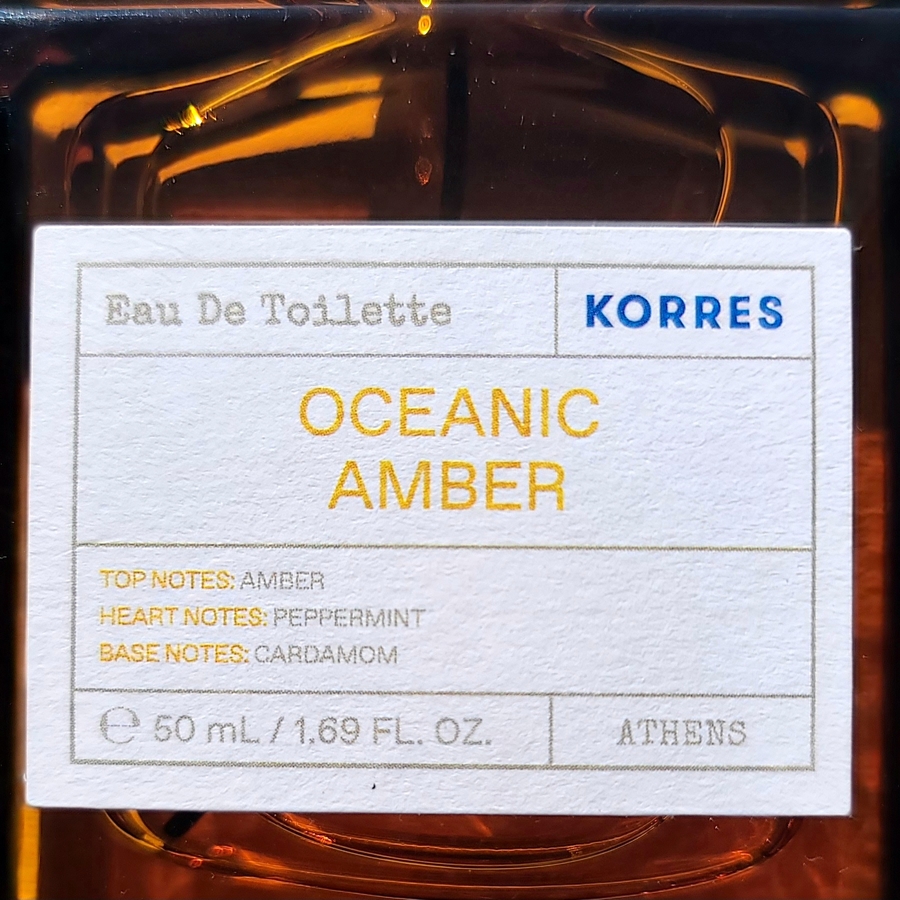 Eau De Toilette
KORRES
OCEANIC
AMBER
TOP NOTES: AMBER
HEART NOTES: PEPPERMINT
BASE NOTES: CARDAMOM
℮ 50 mL / 1.69 FL. OZ.
ATHENS